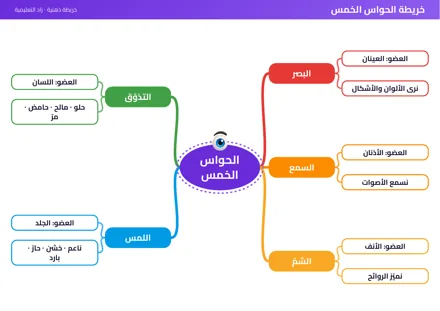 خريطة الحواس الخمس
خريطة ذهنية · زاد التعليمية
الحواس
الخمس
البصر
العضو: العينان
نرى الألوان والأشكال
السمع
العضو: الأذنان
نسمع الأصوات
الشمّ
العضو: الأنف
نميّز الروائح
التذوّق
العضو: اللسان
حلو · مالح · حامض ·
مرّ
اللمس
العضو: الجلد
ناعم · خشن · حارّ ·
بارد